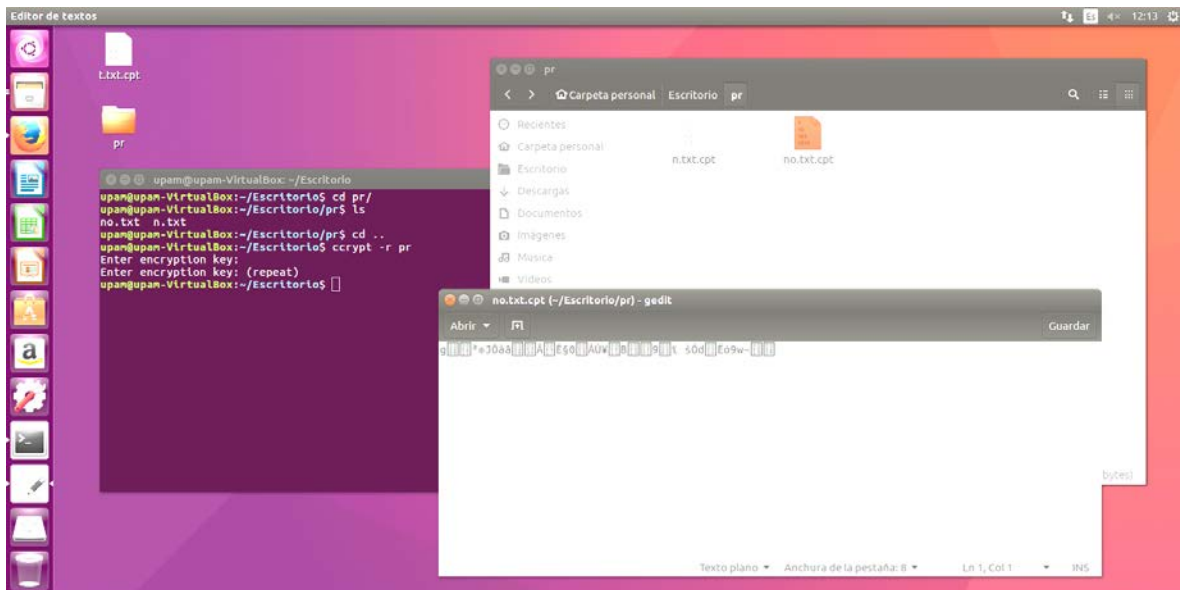 Editor de textos
Es
12:13
t.txt.cpt
pr
pr
Carpeta personal Escritorio pr
Recientes
Carpeta personal
Escritorio
Descargas
Documentos
Imágenes
Música
Vídeos
n.txt.cpt
no.txt.cpt
upam@upam-VirtualBox: ~/Escritorio
upam@upam-VirtualBox:~/Escritorio$ cd pr/
upam@upam-VirtualBox:~/Escritorio/pr$ ls
no.txt n.txt
upam@upam-VirtualBox:~/Escritorio/pr$ cd ..
upam@upam-VirtualBox:~/Escritorio$ ccrypt -r pr
Enter encryption key:
Enter encryption key: (repeat)
upam@upam-VirtualBox:~/Escritorio$
no.txt.cpt (~/Escritorio/pr) - gedit
Abrir
Guardar
bytes)
Texto plano Anchura de la pestaña: 8 Ln 1, Col 1 INS